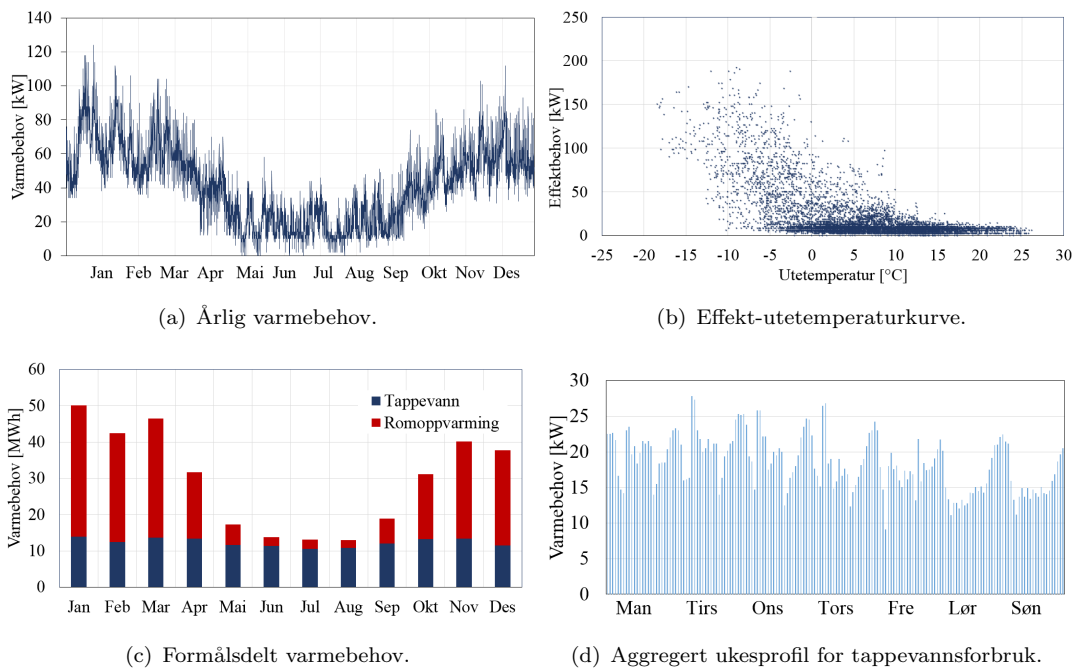 140
120
100
80
60
40
20
0
Varmebehov [kW]
Jan Feb Mar Apr Mai Jun Jul Aug Sep Okt Nov Des
(a) Årlig varmebehov.
250
200
150
100
50
0
Effektbehov [kW]
-25 -20 -15 -10 -5 0 5 10 15 20 25 30
Utetemperatur [°C]
(b) Effekt-utetemperaturkurve.
60
50
40
30
20
10
0
Varmebehov [MWh]
Tappevann
Romoppvarming
Jan Feb Mar Apr Mai Jun Jul Aug Sep Okt Nov Des
(c) Formålsdelt varmebehov.
30
25
20
15
10
5
0
Varmebehov [kW]
Man Tirs Ons Tors Fre Lør Søn
(d) Aggregert ukesprofil for tappevannsforbruk.